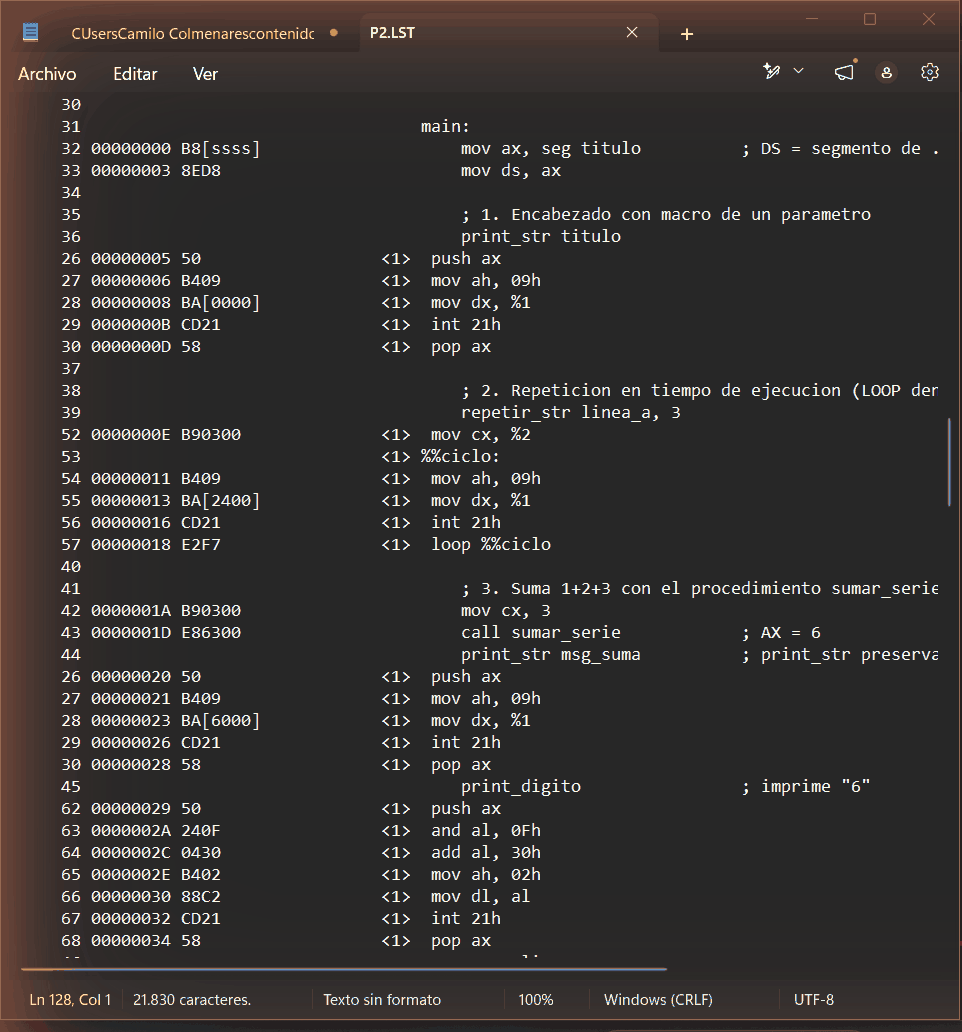 CUsersCamilo Colmenarescontenido
P2.LST
Archivo Editar Ver
30
31 main:
32 00000000 B8[ssss] mov ax, seg titulo ; DS = segmento de .
33 00000003 8ED8 mov ds, ax
34
35 ; 1. Encabezado con macro de un parametro
36 print_str titulo
26 00000005 50 <1> push ax
27 00000006 B409 <1> mov ah, 09h
28 00000008 BA[0000] <1> mov dx, %1
29 0000000B CD21 <1> int 21h
30 0000000D 58 <1> pop ax
37
38 ; 2. Repeticion en tiempo de ejecucion (LOOP den
39 repetir_str linea_a, 3
52 0000000E B90300 <1> mov cx, %2
53 <1> %%ciclo:
54 00000011 B409 <1> mov ah, 09h
55 00000013 BA[2400] <1> mov dx, %1
56 00000016 CD21 <1> int 21h
57 00000018 E2F7 <1> loop %%ciclo
40
41 ; 3. Suma 1+2+3 con el procedimiento sumar_serie
42 0000001A B90300 mov cx, 3
43 0000001D E86300 call sumar_serie ; AX = 6
44 print_str msg_suma ; print_str preserva
26 00000020 50 <1> push ax
27 00000021 B409 <1> mov ah, 09h
28 00000023 BA[6000] <1> mov dx, %1
29 00000026 CD21 <1> int 21h
30 00000028 58 <1> pop ax
45 print_digito ; imprime "6"
62 00000029 50 <1> push ax
63 0000002A 240F <1> and al, 0Fh
64 0000002C 0430 <1> add al, 30h
65 0000002E B402 <1> mov ah, 02h
66 00000030 88C2 <1> mov dl, al
67 00000032 CD21 <1> int 21h
68 00000034 58 <1> pop ax
Ln 128, Col 1 21.830 caracteres. Texto sin formato 100% Windows (CRLF) UTF-8